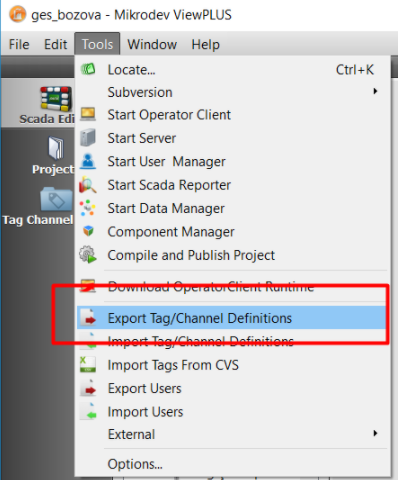 ges_bozova - Mikrodev ViewPLUS
File Edit Tools Window Help
Locate... Ctrl+K
Subversion
Scada Edi
Start Operator Client
Start Server
Project
Start User Manager
Start Scada Reporter
Tag Channel
Start Data Manager
Component Manager
Compile and Publish Project
Download OperatorClient Runtime
Export Tag/Channel Definitions
Import Tag/Channel Definitions
Import Tags From CVS
Export Users
Import Users
External
Options...